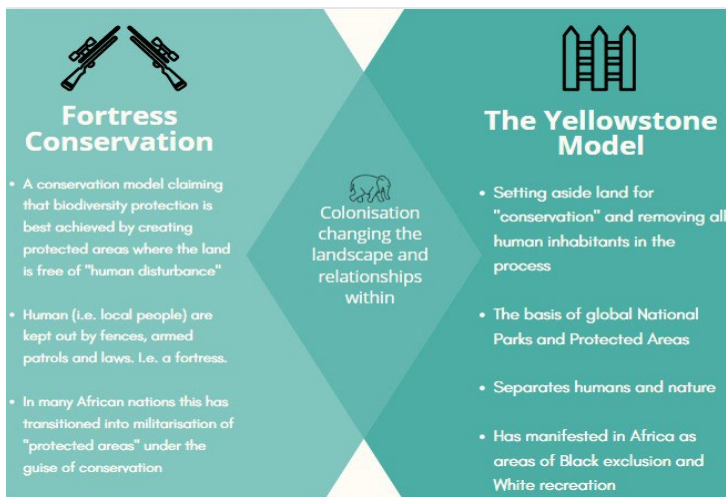 Fortress
Conservation
• A conservation model claiming
that biodiversity protection is
best achieved by creating
protected areas where the land
is free of "human disturbance"
• Human (i.e. local people) are
kept out by fences, armed
patrols and laws. I.e. a fortress.
• In many African nations this has
transitioned into militarisation of
"protected areas" under the
guise of conservation
Colonisation
changing the
landscape and
relationships
within
The Yellowstone
Model
• Setting aside land for
"conservation" and removing all
human inhabitants in the
process
• The basis of global National
Parks and Protected Areas
• Separates humans and nature
• Has manifested in Africa as
areas of Black exclusion and
White recreation